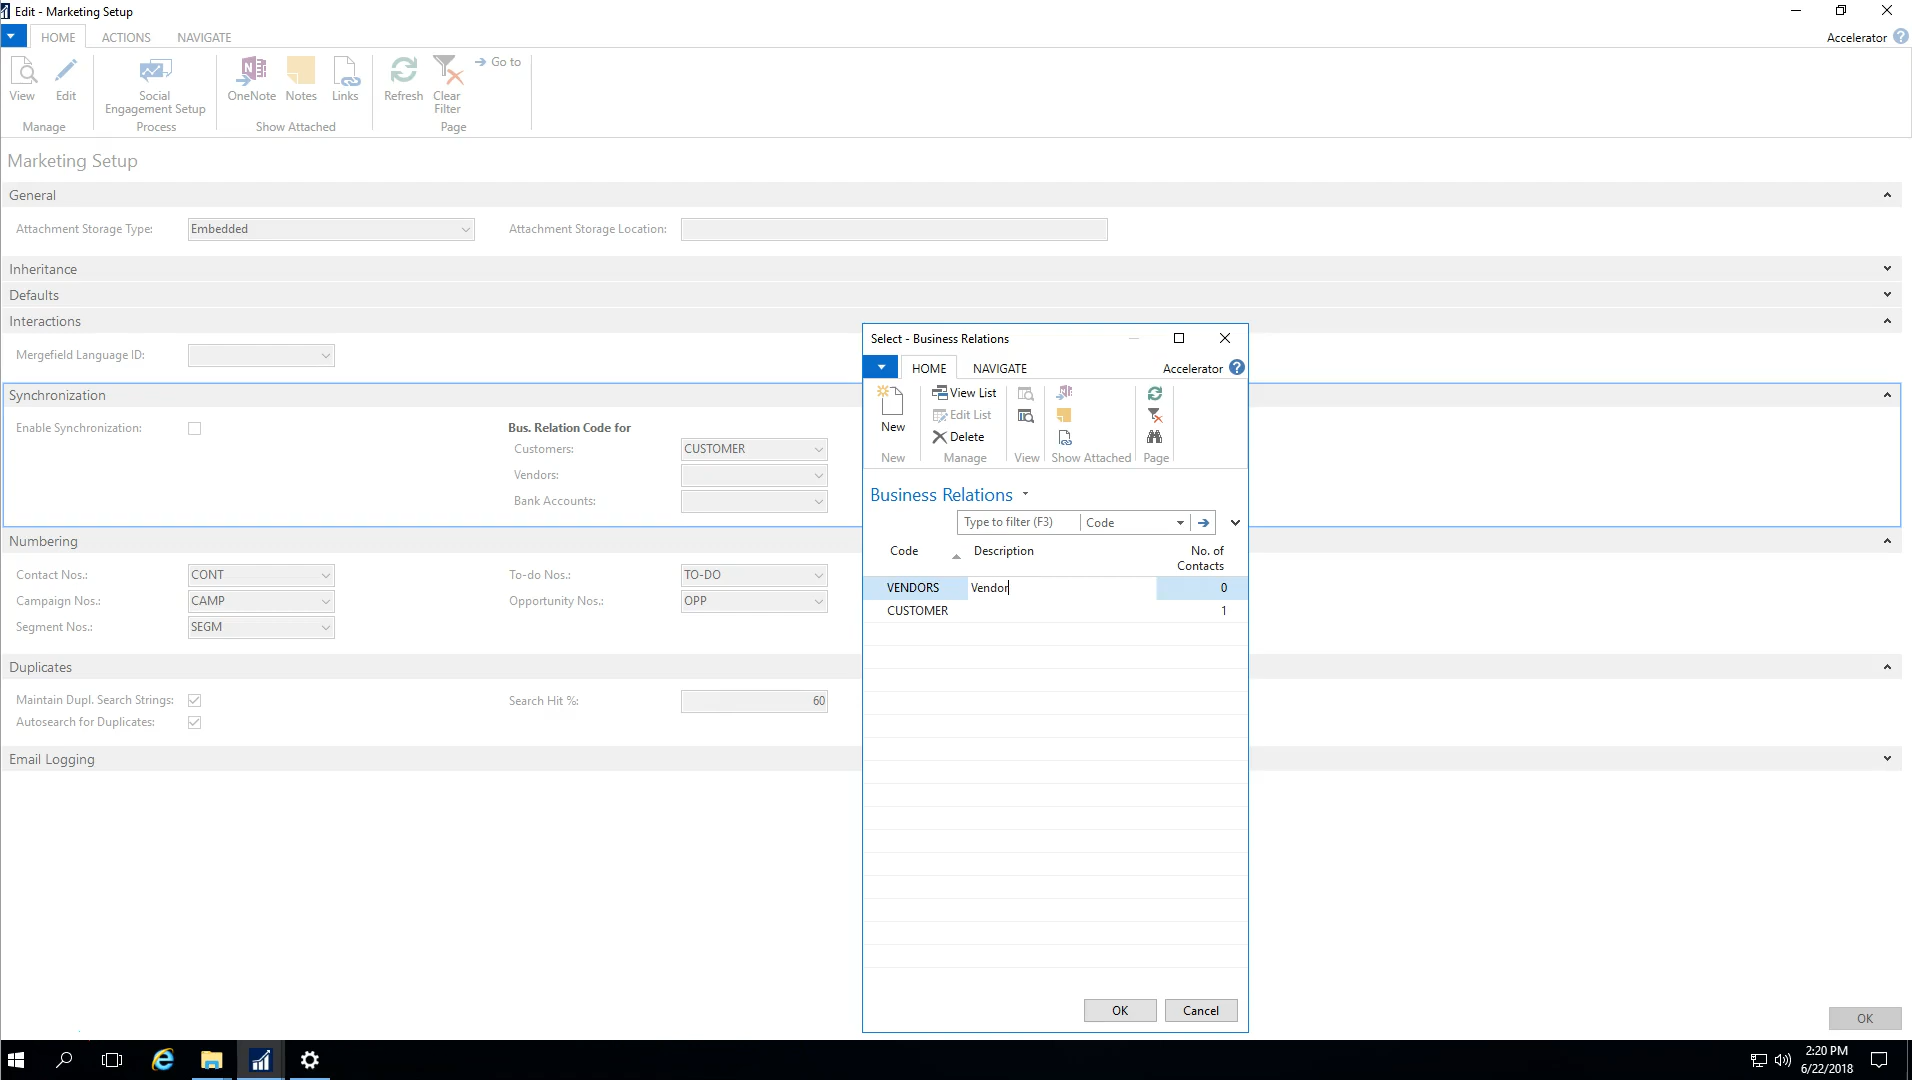 Edit - Marketing Setup
HOME ACTIONS NAVIGATE
Accelerator
View
Edit
Manage
Social
Engagement Setup
Process
OneNote
Notes
Links
Show Attached
Refresh
Clear
Filter
Go to
Page
Marketing Setup
General
Attachment Storage Type: Embedded
Attachment Storage Location:
Inheritance
Defaults
Interactions
Mergefield Language ID:
Synchronization
Enable Synchronization:
Bus. Relation Code for
Customers: CUSTOMER
Vendors:
Bank Accounts:
Numbering
Contact Nos.: CONT
Campaign Nos.: CAMP
Segment Nos.: SEGM
To-do Nos.: TO-DO
Opportunity Nos.: OPP
Duplicates
Maintain Dupl. Search Strings:
Autosearch for Duplicates:
Search Hit %: 60
Email Logging
OK
Select - Business Relations
HOME NAVIGATE
Accelerator
New
New
View List
Edit List
Delete
Manage
View
Show Attached
Page
Business Relations
Type to filter (F3) Code
Code Description No. of
Contacts
VENDORS Vendor 0
CUSTOMER 1
OK Cancel
2:20 PM
6/22/2018